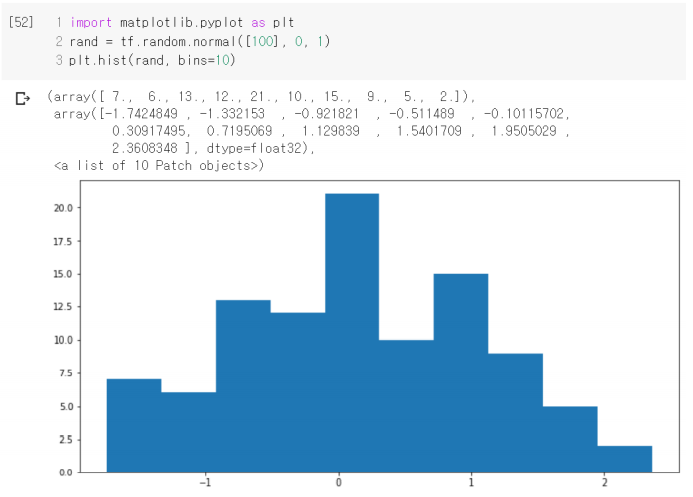 [52] 1 import matplotlib.pyplot as plt
2 rand = tf.random.normal([100], 0, 1)
3 plt.hist(rand, bins=10)
(array([ 7., 6., 13., 12., 21., 10., 15., 9., 5., 2.]),
array([-1.7424849 , -1.332153 , -0.921821 , -0.511489 , -0.10115702,
0.30917495, 0.7195069 , 1.129839 , 1.5401709 , 1.9505029 ,
2.3608348 ], dtype=float32),
<a list of 10 Patch objects>)
20.0
17.5
15.0
12.5
10.0
7.5
5.0
2.5
0.0
−1 0 1 2